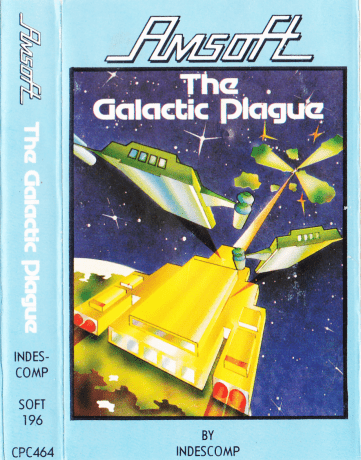 Amsoft
The Galactic Plague
INDES-
COMP
SOFT
196
CPC464
Amsoft
The
Galactic Plague
BY
INDESCOMP